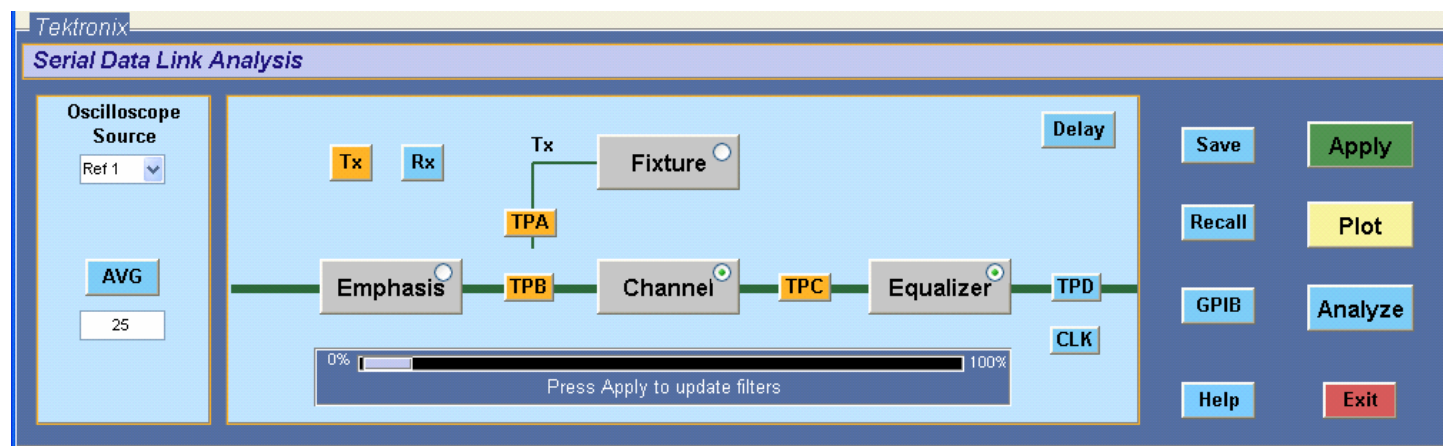 Tektronix
Serial Data Link Analysis
Oscilloscope
Source
Ref 1
AVG
25
Tx
Rx
Tx
Fixture
Delay
TPA
Emphasis
TPB
Channel
TPC
Equalizer
TPD
CLK
0%
100%
Press Apply to update filters
Save
Apply
Recall
Plot
GPIB
Analyze
Help
Exit